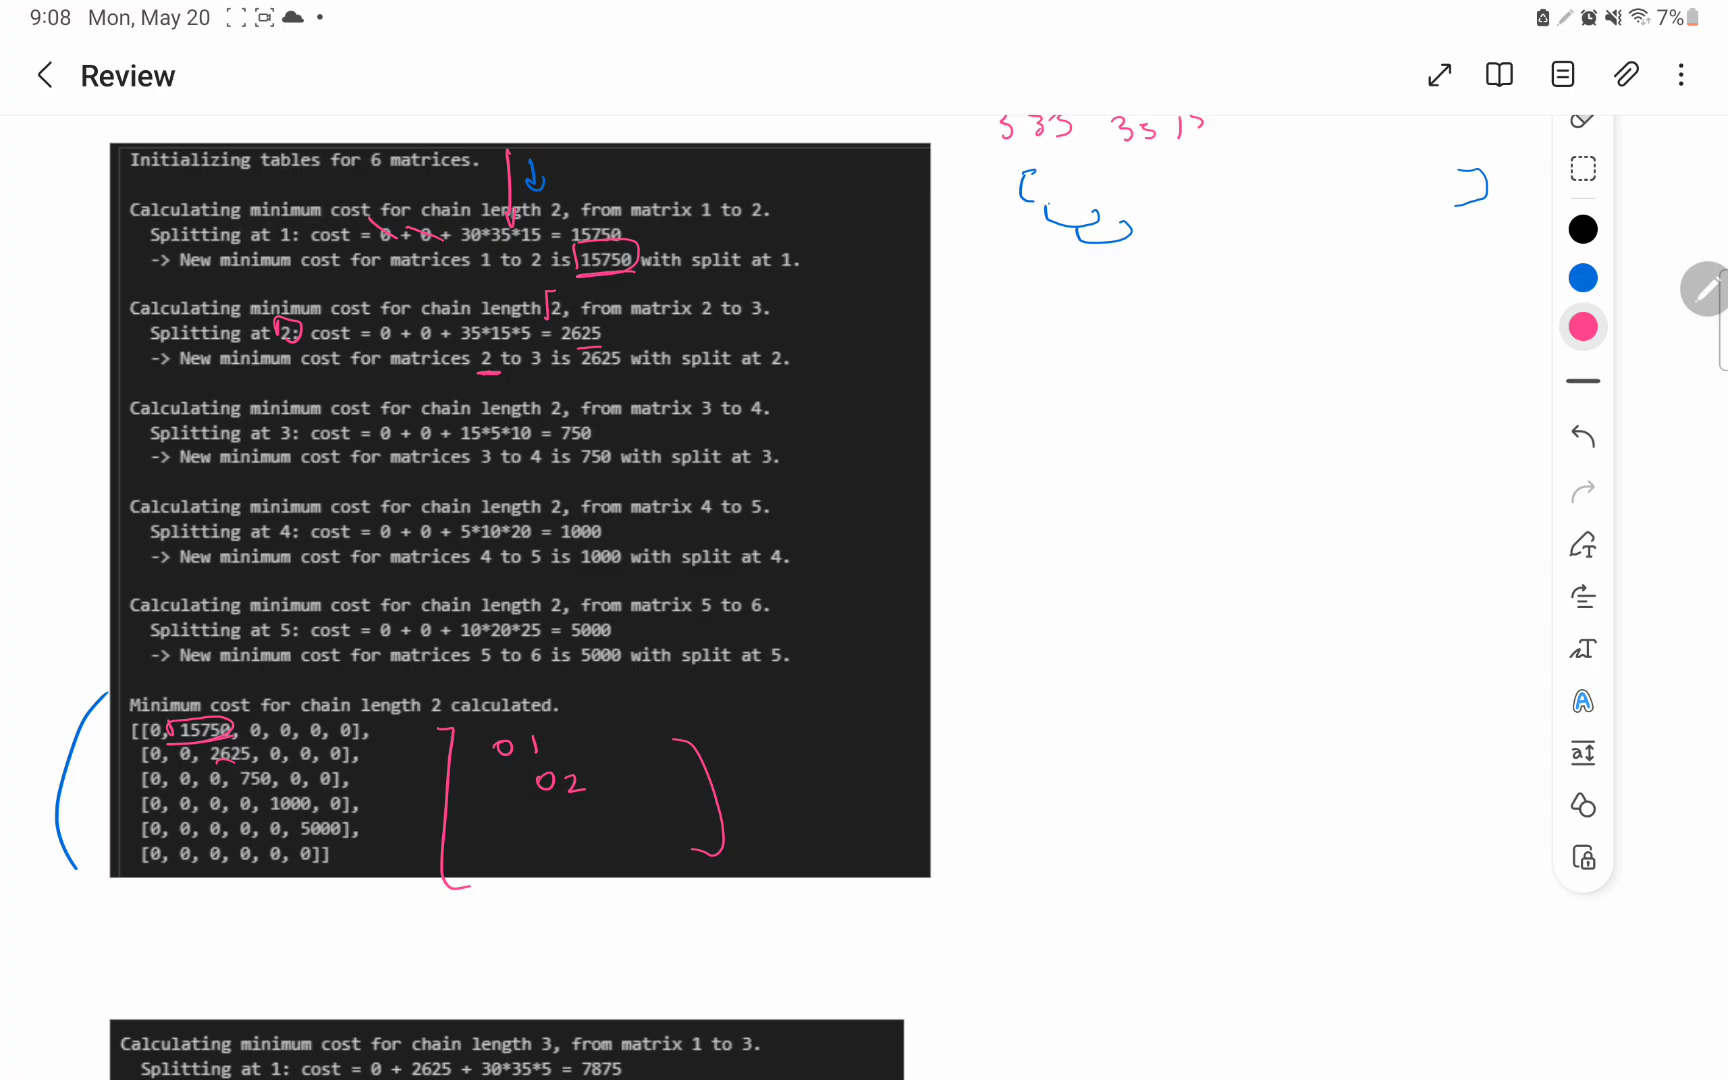 9:08 Mon, May 20
7%
Review
35 15
Initializing tables for 6 matrices.
Calculating minimum cost for chain length 2, from matrix 1 to 2.
Splitting at 1: cost = 0 + 0 + 30*35*15 = 15750
-> New minimum cost for matrices 1 to 2 is 15750 with split at 1.
Calculating minimum cost for chain length 2, from matrix 2 to 3.
Splitting at 2: cost = 0 + 0 + 35*15*5 = 2625
-> New minimum cost for matrices 2 to 3 is 2625 with split at 2.
Calculating minimum cost for chain length 2, from matrix 3 to 4.
Splitting at 3: cost = 0 + 0 + 15*5*10 = 750
-> New minimum cost for matrices 3 to 4 is 750 with split at 3.
Calculating minimum cost for chain length 2, from matrix 4 to 5.
Splitting at 4: cost = 0 + 0 + 5*10*20 = 1000
-> New minimum cost for matrices 4 to 5 is 1000 with split at 4.
Calculating minimum cost for chain length 2, from matrix 5 to 6.
Splitting at 5: cost = 0 + 0 + 10*20*25 = 5000
-> New minimum cost for matrices 5 to 6 is 5000 with split at 5.
Minimum cost for chain length 2 calculated.
[[0, 15750, 0, 0, 0, 0],
[0, 0, 2625, 0, 0, 0],
[0, 0, 0, 750, 0, 0],
[0, 0, 0, 0, 1000, 0],
[0, 0, 0, 0, 0, 5000],
[0, 0, 0, 0, 0, 0]]
0 1
0 2
Calculating minimum cost for chain length 3, from matrix 1 to 3.
Splitting at 1: cost = 0 + 2625 + 30*35*5 = 7875